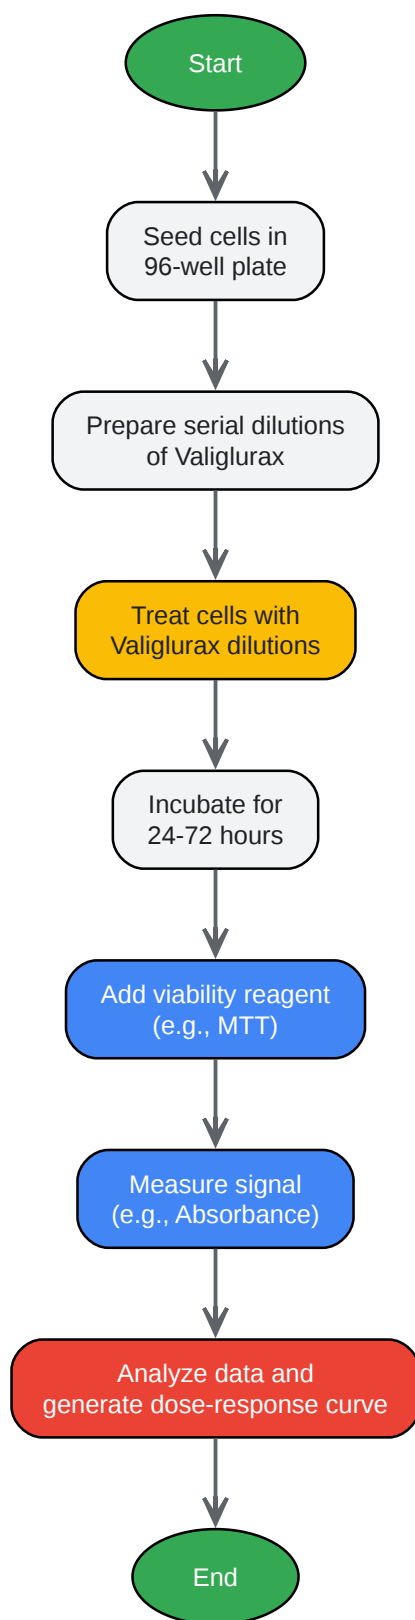 Start
Seed cells in
96-well plate
Prepare serial dilutions
of Valiglurax
Treat cells with
Valiglurax dilutions
Incubate for
24-72 hours
Add viability reagent
(e.g., MTT)
Measure signal
(e.g., Absorbance)
Analyze data and
generate dose-response curve
End